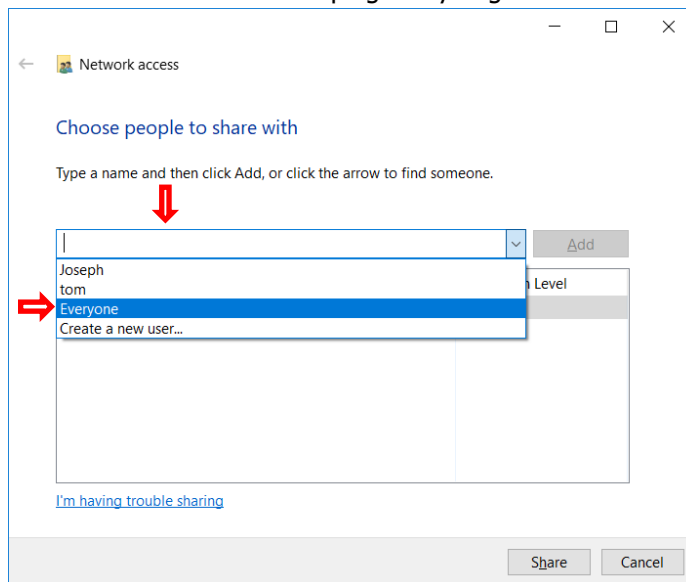 Network access
Choose people to share with
Type a name and then click Add, or click the arrow to find someone.
Add
Joseph
tom
Everyone
Create a new user...
Level
I'm having trouble sharing
Share
Cancel